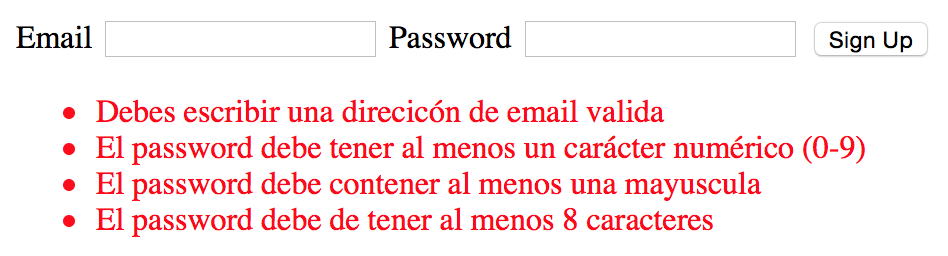 Email Password Sign Up
• Debes escribir una direcicón de email valida
• El password debe tener al menos un carácter numérico (0-9)
• El password debe contener al menos una mayuscula
• El password debe de tener al menos 8 caracteres